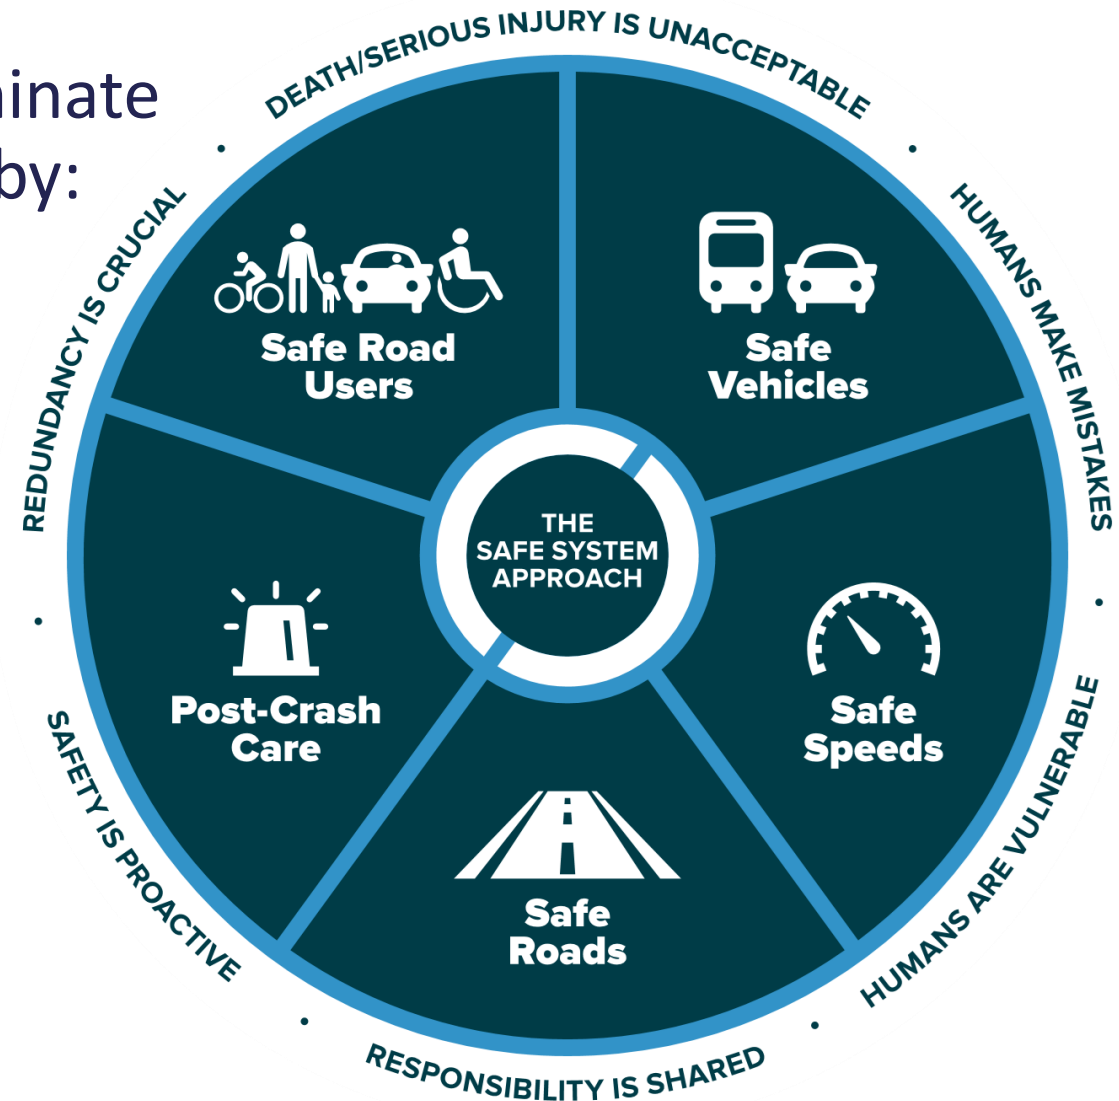 inate
by:
DEATH/SERIOUS INJURY IS UNACCEPTABLE
HUMANS MAKE MISTAKES
HUMANS ARE VULNERABLE
RESPONSIBILITY IS SHARED
SAFETY IS PROACTIVE
REDUNDANCY IS CRUCIAL
Safe Road
Users
Safe
Vehicles
THE
SAFE SYSTEM
APPROACH
Post-Crash
Care
Safe
Speeds
Safe
Roads